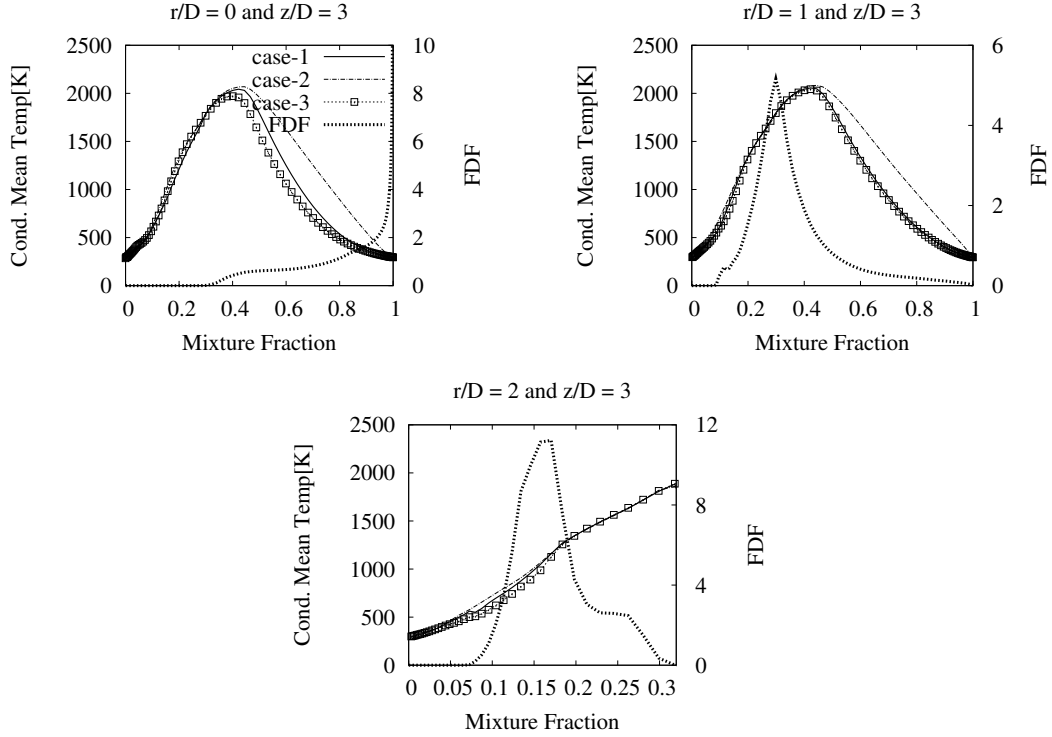 r/D = 0 and z/D = 3
2500
2000
1500
1000
500
0
10
8
6
4
2
0
case-1
case-2
case-3
FDF
Cond. Mean Temp[K]
FDF
0 0.2 0.4 0.6 0.8 1
Mixture Fraction
r/D = 1 and z/D = 3
2500
2000
1500
1000
500
0
6
4
2
0
Cond. Mean Temp[K]
FDF
0 0.2 0.4 0.6 0.8 1
Mixture Fraction
r/D = 2 and z/D = 3
2500
2000
1500
1000
500
0
12
8
4
0
Cond. Mean Temp[K]
FDF
0 0.05 0.1 0.15 0.2 0.25 0.3
Mixture Fraction